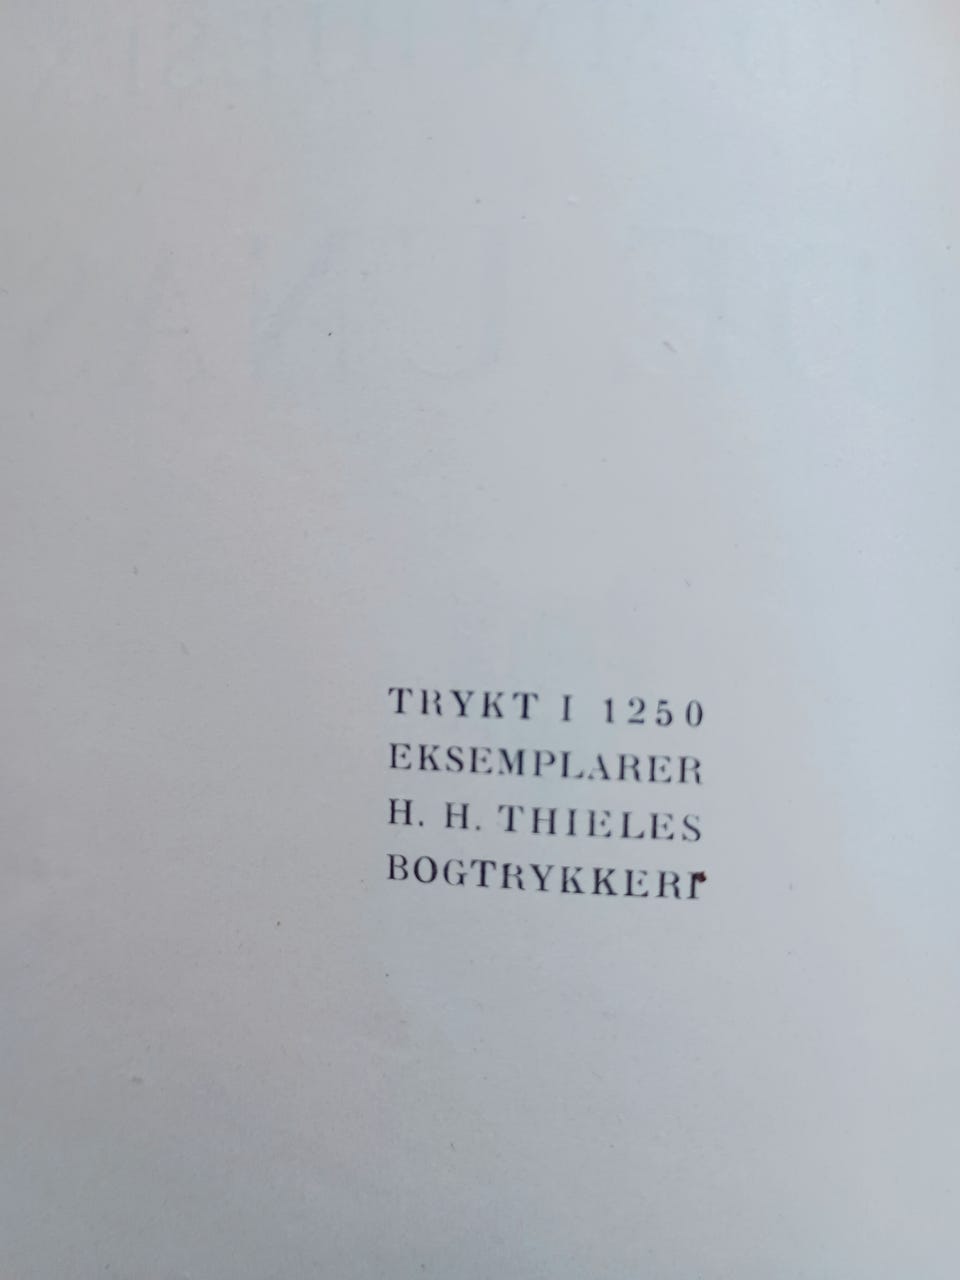 TRYKT I 1250
EKSEMPLARER
H. H. THIELES
BOGTRYKKERI